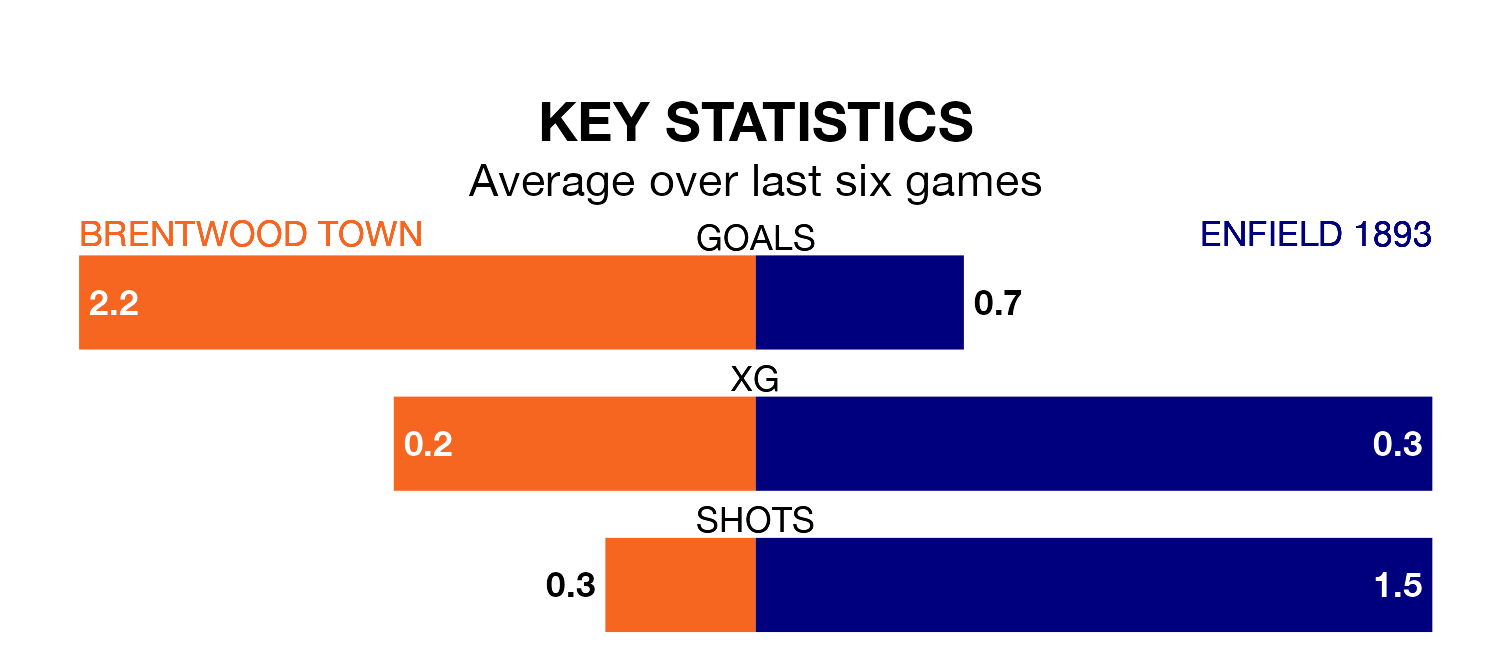 KEY STATISTICS
Average over last six games
BRENTWOOD TOWN GOALS ENFIELD 1893
2.2 0.7
XG
0.2 0.3
SHOTS
0.3 1.5